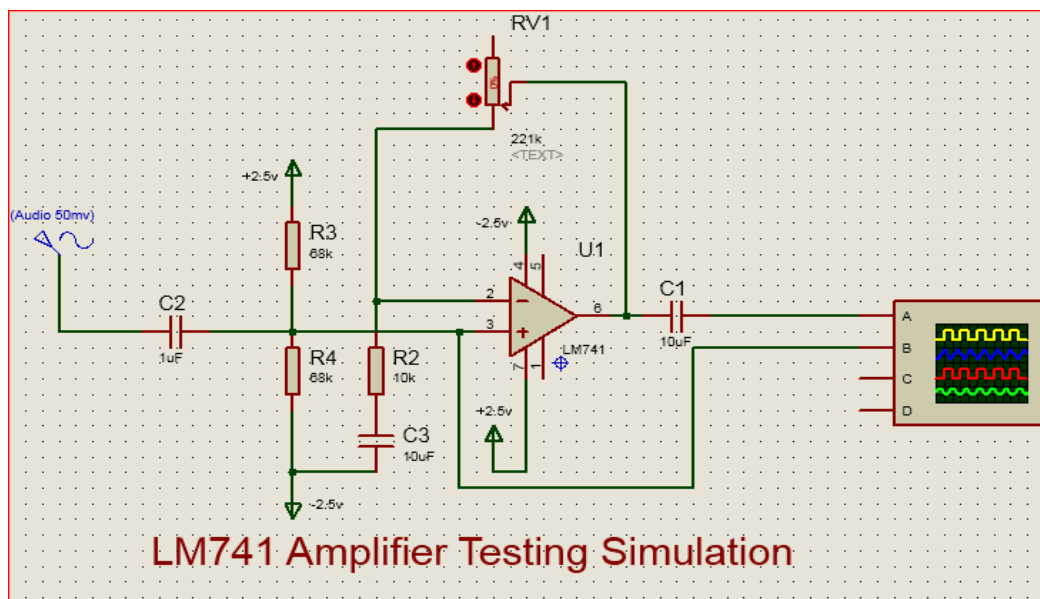 RV1
221k
<TEXT>
+2.5v
(Audio 50mv)
-2.5v
R3
68k
U1
4
5
2
3
6
7
1
LM741
C2
1uF
C1
10µF
R4
68k
R2
10k
C3
10uF
+2.5v
-2.5v
A
B
C
D
LM741 Amplifier Testing Simulation